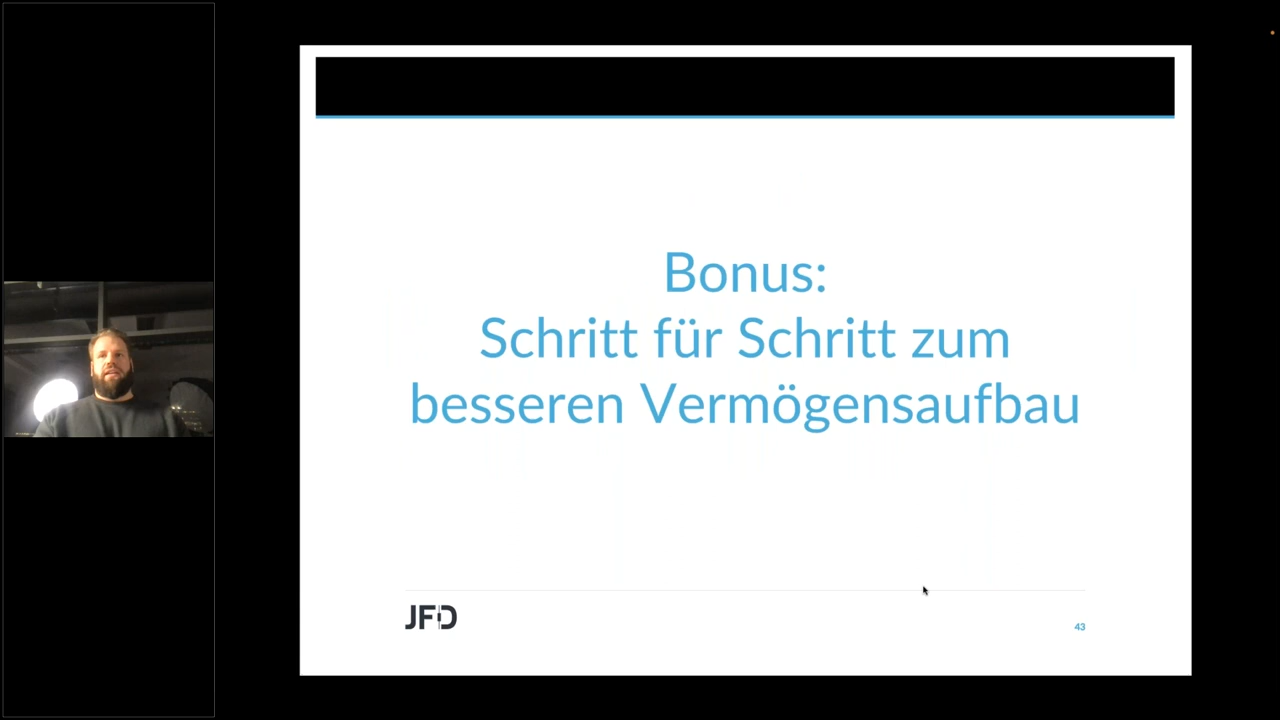 Bonus:
Schritt für Schritt zum
besseren Vermögensaufbau
JFD
43